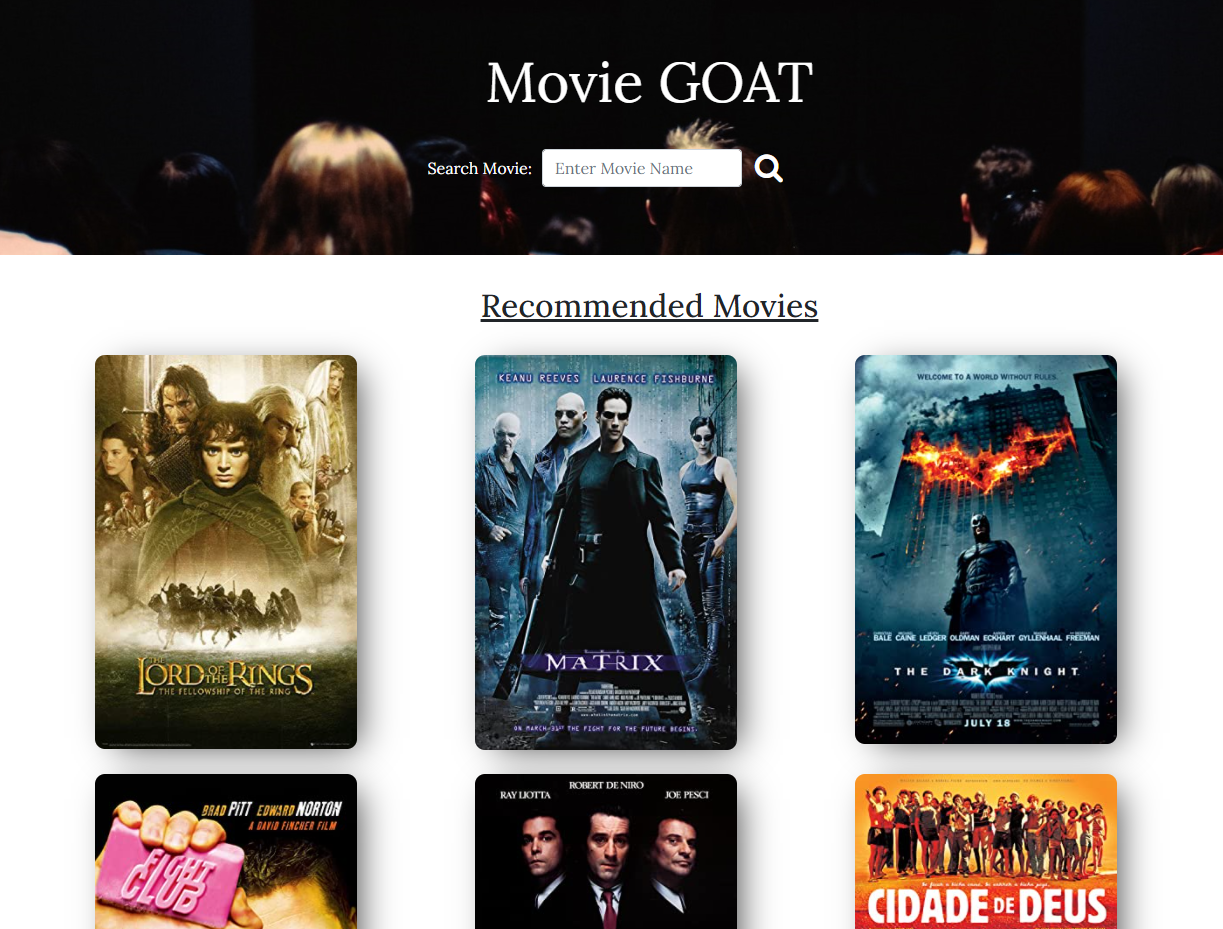 Movie GOAT
Search Movie: Enter Movie Name
Recommended Movies
THE
LORD OF THE RINGS
THE FELLOWSHIP OF THE RING
KEANU REEVES LAURENCE FISHBURNE
THE
MATRIX
ON MARCH 31ST THE FIGHT FOR THE FUTURE BEGINS.
WELCOME TO A WORLD WITHOUT RULES.
BALE CAINE LEDGER OLDMAN ECKHART GYLLENHAAL FREEMAN
THE DARK KNIGHT
JULY 18
BRAD PITT EDWARD NORTON
A DAVID FINCHER FILM
FIGHT
CLUB
ROBERT DE NIRO
RAY LIOTTA JOE PESCI
CIDADE DE DEUS